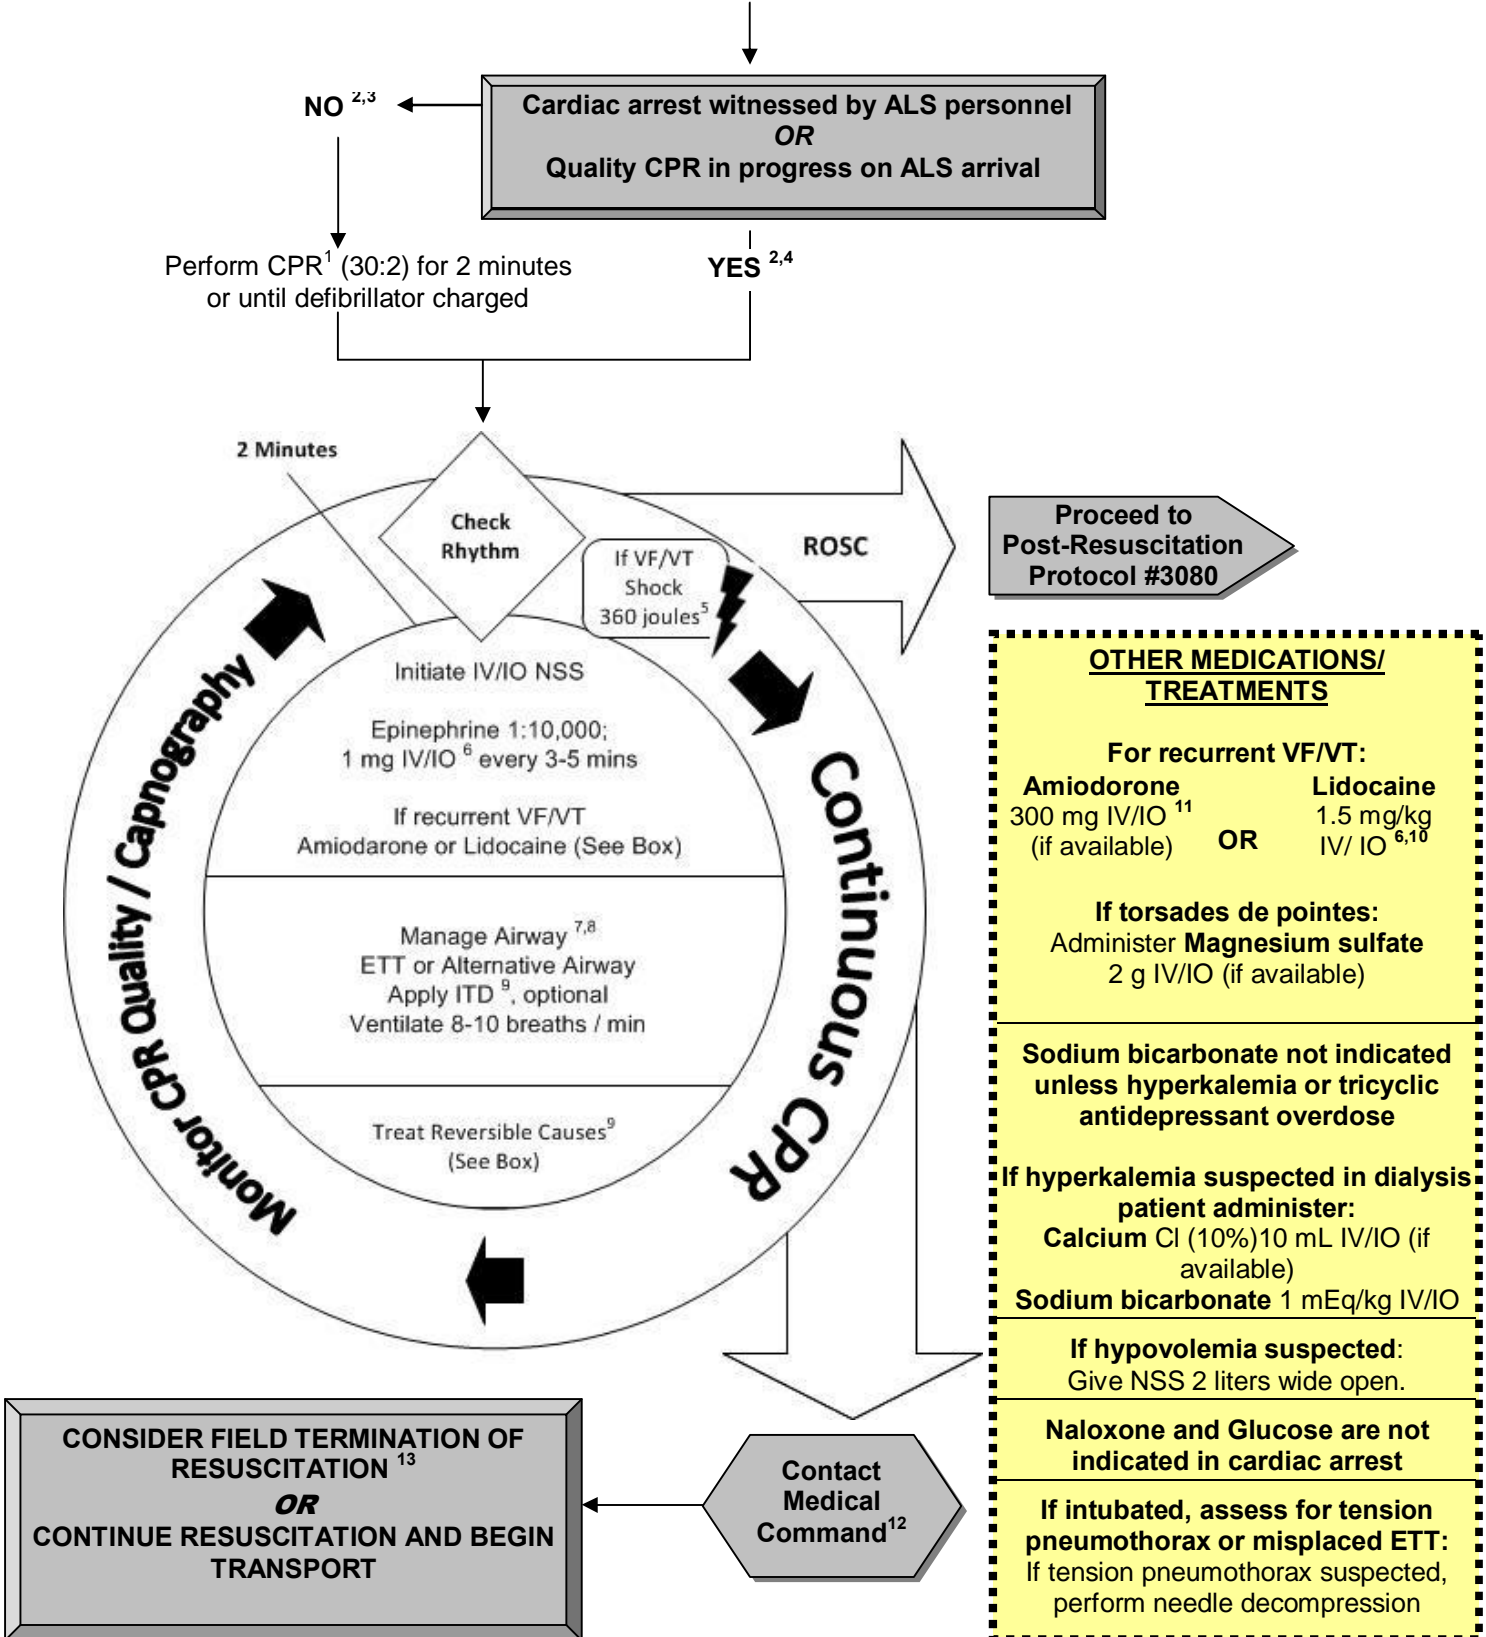 Cardiac arrest witnessed by ALS personnel
OR
Quality CPR in progress on ALS arrival
NO 2,3
YES 2,4
Perform CPR1 (30:2) for 2 minutes
or until defibrillator charged
2 Minutes
Check
Rhythm
If VF/VT
Shock
360 joules5
ROSC
Proceed to
Post-Resuscitation
Protocol #3080
Initiate IV/IO NSS
Epinephrine 1:10,000;
1 mg IV/IO 6 every 3-5 mins
If recurrent VF/VT
Amiodarone or Lidocaine (See Box)
Manage Airway 7,8
ETT or Alternative Airway
Apply ITD 9, optional
Ventilate 8-10 breaths / min
Treat Reversible Causes9
(See Box)
Continuous CPR
Monitor CPR Quality / Capnography
OTHER MEDICATIONS/
TREATMENTS
For recurrent VF/VT:
Amiodorone
300 mg IV/IO 11
(if available)
OR
Lidocaine
1.5 mg/kg
IV/ IO 6,10
If torsades de pointes:
Administer Magnesium sulfate
2 g IV/IO (if available)
Sodium bicarbonate not indicated
unless hyperkalemia or tricyclic
antidepressant overdose
If hyperkalemia suspected in dialysis
patient administer:
Calcium Cl (10%)10 mL IV/IO (if
available)
Sodium bicarbonate 1 mEq/kg IV/IO
If hypovolemia suspected:
Give NSS 2 liters wide open.
Naloxone and Glucose are not
indicated in cardiac arrest
If intubated, assess for tension
pneumothorax or misplaced ETT:
If tension pneumothorax suspected,
perform needle decompression
Contact
Medical
Command12
CONSIDER FIELD TERMINATION OF
RESUSCITATION 13
OR
CONTINUE RESUSCITATION AND BEGIN
TRANSPORT